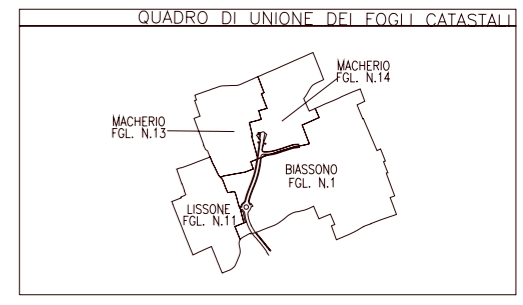 QUADRO DI UNIONE DEI FOGLI CATASTALI
MACHERIO
FGL. N.14
MACHERIO
FGL. N.13
BIASSONO
FGL. N.1
LISSONE
FGL. N.11